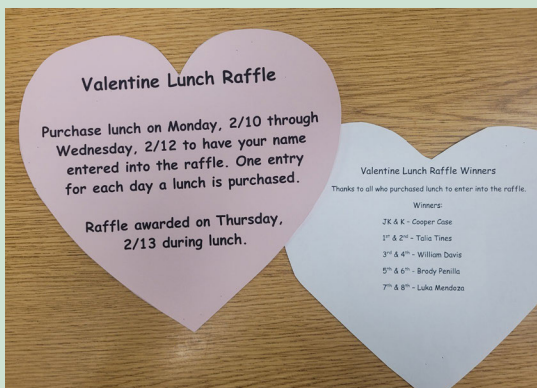 Valentine Lunch Raffle
Purchase lunch on Monday, 2/10 through
Wednesday, 2/12 to have your name
entered into the raffle. One entry
for each day a lunch is purchased.
Raffle awarded on Thursday,
2/13 during lunch.
Valentine Lunch Raffle Winners
Thanks to all who purchased lunch to enter into the raffle.
Winners:
JK & K - Cooper Case
1st & 2nd - Talia Tines
3rd & 4th - William Davis
5th & 6th - Brody Penilla
7th & 8th - Luka Mendoza